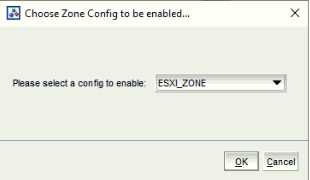 Choose Zone Config to be enabled...
Please select a config to enable: ESXI_ZONE
OK Cancel